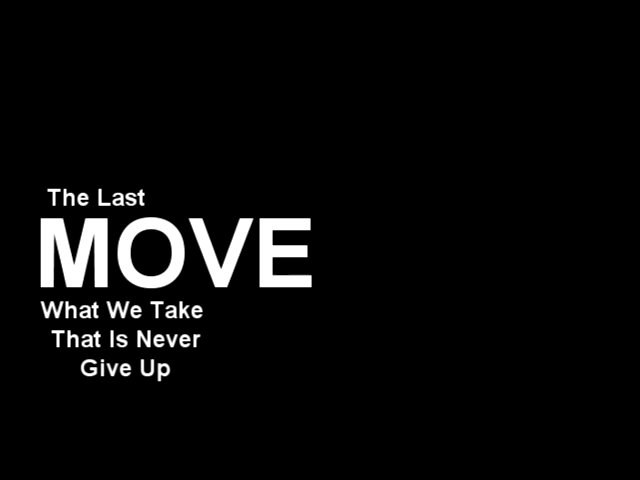 The Last
MOVE
What We Take
That Is Never
Give Up